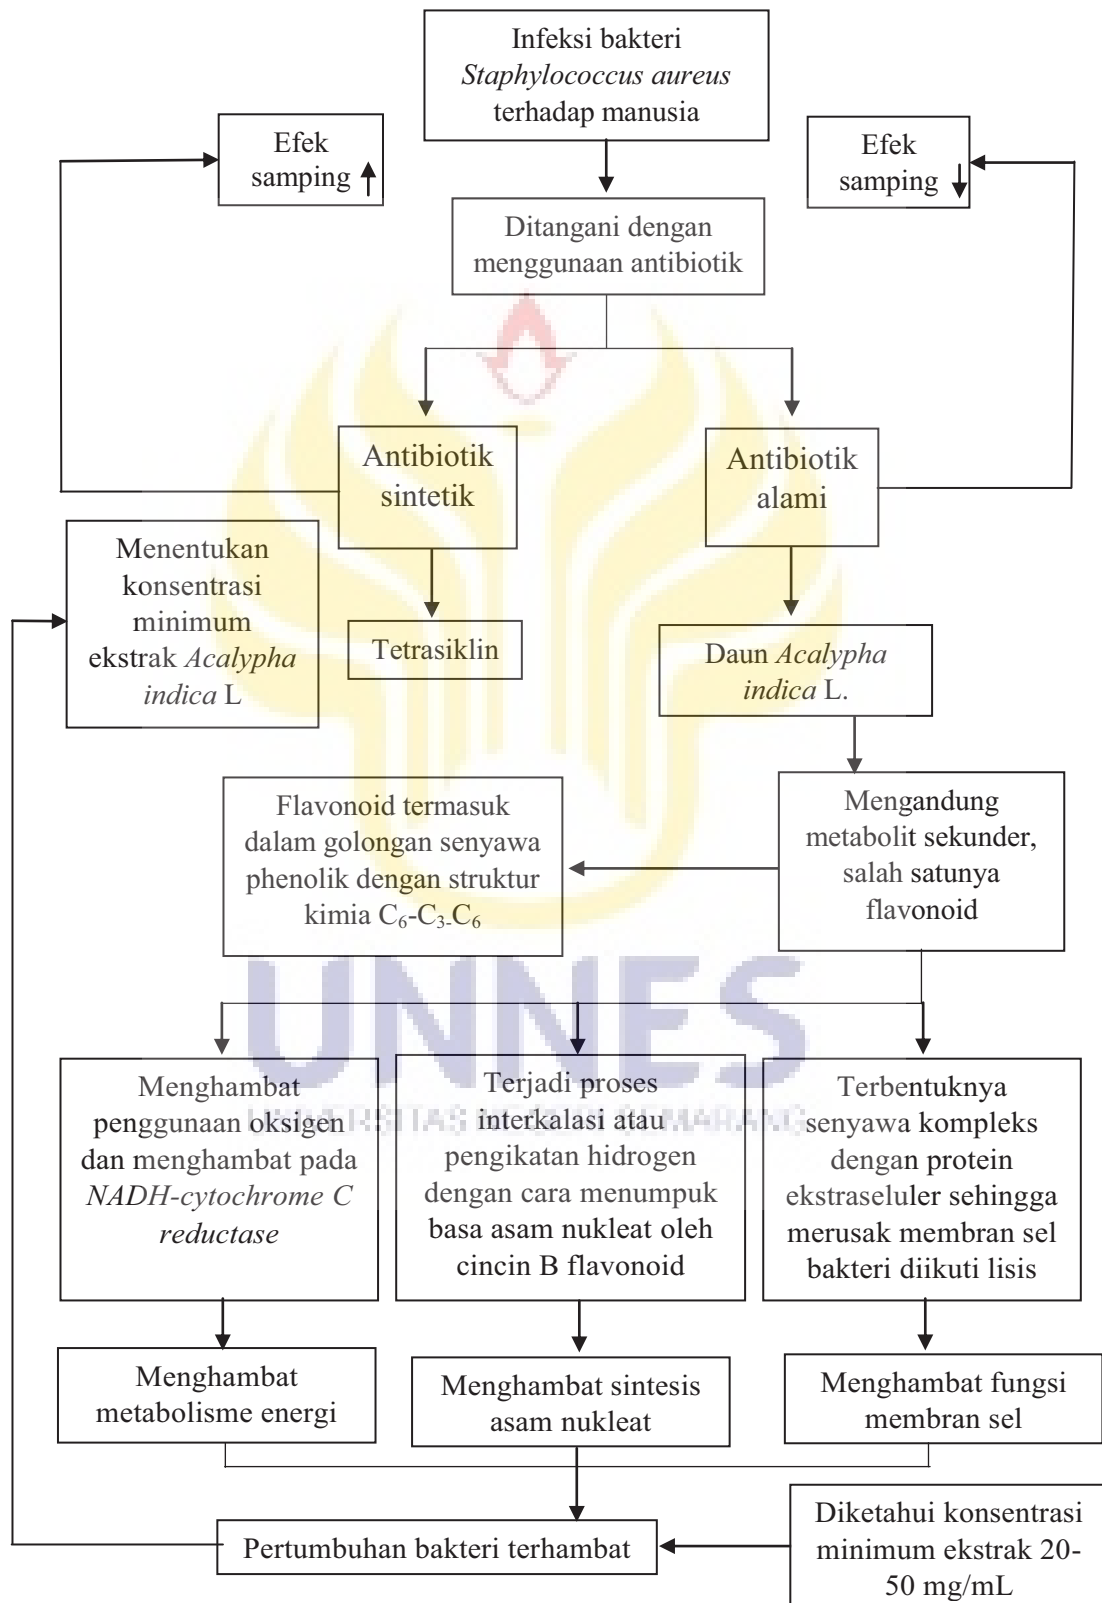 Infeksi bakteri
Staphylococcus aureus
terhadap manusia
Efek
samping
Efek
samping
Ditangani dengan
menggunaan antibiotik
Antibiotik
sintetik
Antibiotik
alami
Menentukan
konsentrasi
minimum
ekstrak Acalypha
indica L
Tetrasiklin
Daun Acalypha
indica L.
Flavonoid termasuk
dalam golongan senyawa
phenolik dengan struktur
kimia C₆-C₃-C₆
Mengandung
metabolit sekunder,
salah satunya
flavonoid
UNNES
UNIVERSITAS NEGERI SEMARANG
Menghambat
penggunaan oksigen
dan menghambat pada
NADH-cytochrome C
reductase
Terjadi proses
interkalasi atau
pengikatan hidrogen
dengan cara menumpuk
basa asam nukleat oleh
cincin B flavonoid
Terbentuknya
senyawa kompleks
dengan protein
ekstraseluler sehingga
merusak membran sel
bakteri diikuti lisis
Menghambat
metabolisme energi
Menghambat sintesis
asam nukleat
Menghambat fungsi
membran sel
Pertumbuhan bakteri terhambat
Diketahui konsentrasi
minimum ekstrak 20-
50 mg/mL